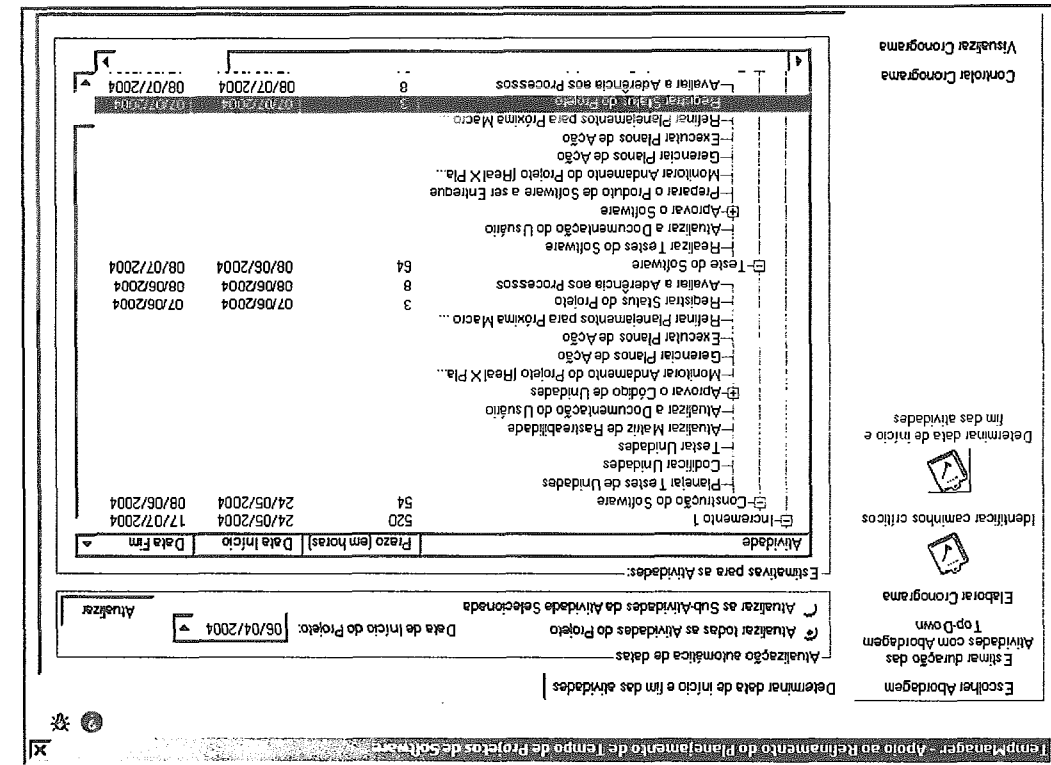 TempManager - Apoio ao Refinamento do Planejamento de Tempo de Projetos de Software
Escolher Abordagem
Estimar duração das
Atividades com Abordagem
Top-Down
Elaborar Cronograma
Identificar caminhos críticos
Determinar data de início e
fim das atividades
Controlar Cronograma
Visualizar Cronograma
Determinar data de início e fim das atividades
Atualização automática de datas
Atualizar todas as Atividades do Projeto
Atualizar as Sub-Atividades da Atividade Selecionada
Data de Início do Projeto: 04/06/2004
Atualizar
Estimativas para as Atividades:
Atividade Prazo (em horas) Data Início Data Fim
Incremento 1 520 24/05/2004 17/07/2004
Construção do Software 54 24/05/2004 08/06/2004
Planejar Testes de Unidades
Codificar Unidades
Testar Unidades
Atualizar Matriz de Rastreabilidade
Atualizar a Documentação do Usuário
Aprovar o Código de Unidades
Monitorar Andamento do Projeto (Real X Pla...
Gerenciar Planos de Ação
Executar Planos de Ação
Refinar Planejamentos para Próxima Macro ...
Registrar Status do Projeto 3 07/06/2004 07/06/2004
Avaliar a Aderência aos Processos 8 08/06/2004 08/06/2004
Teste do Software 64 08/06/2004 08/07/2004
Realizar Testes do Software
Atualizar a Documentação do Usuário
Aprovar o Software
Preparar o Produto de Software a ser Entregue
Monitorar Andamento do Projeto (Real X Pla...
Gerenciar Planos de Ação
Executar Planos de Ação
Refinar Planejamentos para Próxima Macro ...
Registrar Status do Projeto 3 07/07/2004 07/07/2004
Avaliar a Aderência aos Processos 8 08/07/2004 08/07/2004